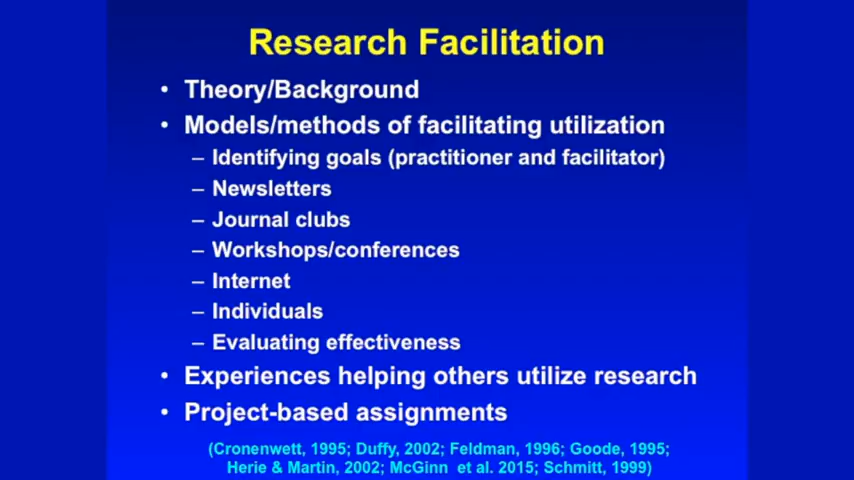 Research Facilitation
• Theory/Background
• Models/methods of facilitating utilization
– Identifying goals (practitioner and facilitator)
– Newsletters
– Journal clubs
– Workshops/conferences
– Internet
– Individuals
– Evaluating effectiveness
• Experiences helping others utilize research
• Project-based assignments
(Cronenwett, 1995; Duffy, 2002; Feldman, 1996; Goode, 1995;
Herie & Martin, 2002; McGinn et al. 2015; Schmitt, 1999)